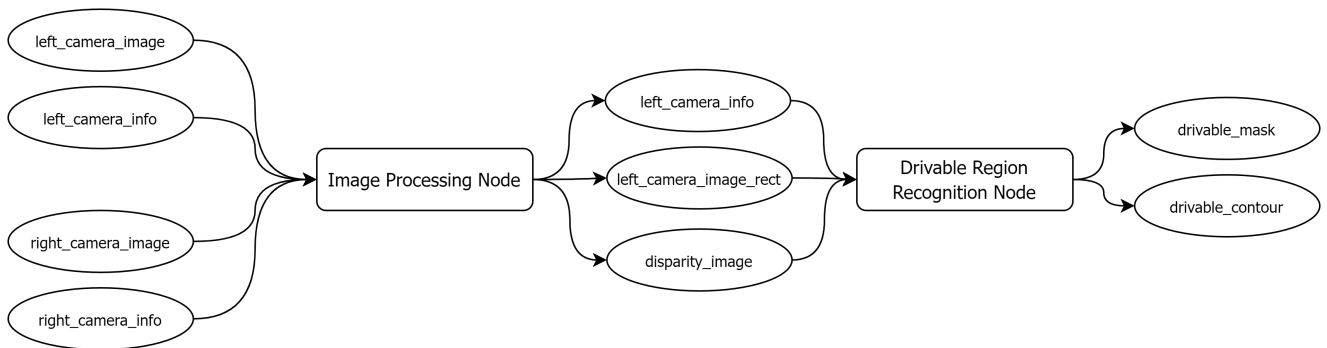 left_camera_image
left_camera_info
right_camera_image
right_camera_info
Image Processing Node
left_camera_info
left_camera_image_rect
disparity_image
Drivable Region
Recognition Node
drivable_mask
drivable_contour